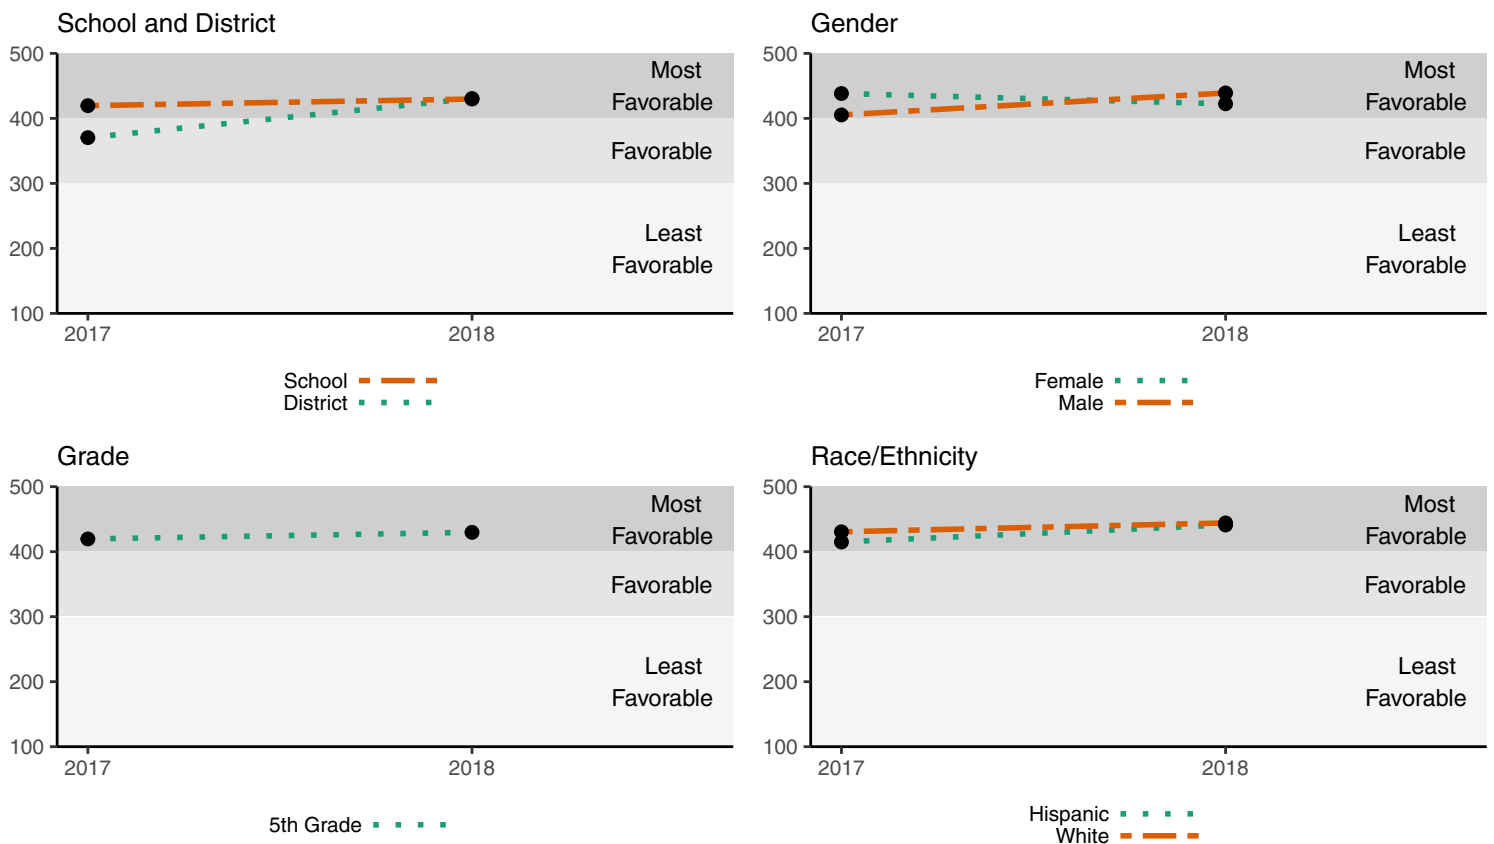 School and District
500
400
300
200
100
Most
Favorable
Favorable
Least
Favorable
2017 2018
School
District
Gender
500
400
300
200
100
Most
Favorable
Favorable
Least
Favorable
2017 2018
Female
Male
Grade
500
400
300
200
100
Most
Favorable
Favorable
Least
Favorable
2017 2018
5th Grade
Race/Ethnicity
500
400
300
200
100
Most
Favorable
Favorable
Least
Favorable
2017 2018
Hispanic
White